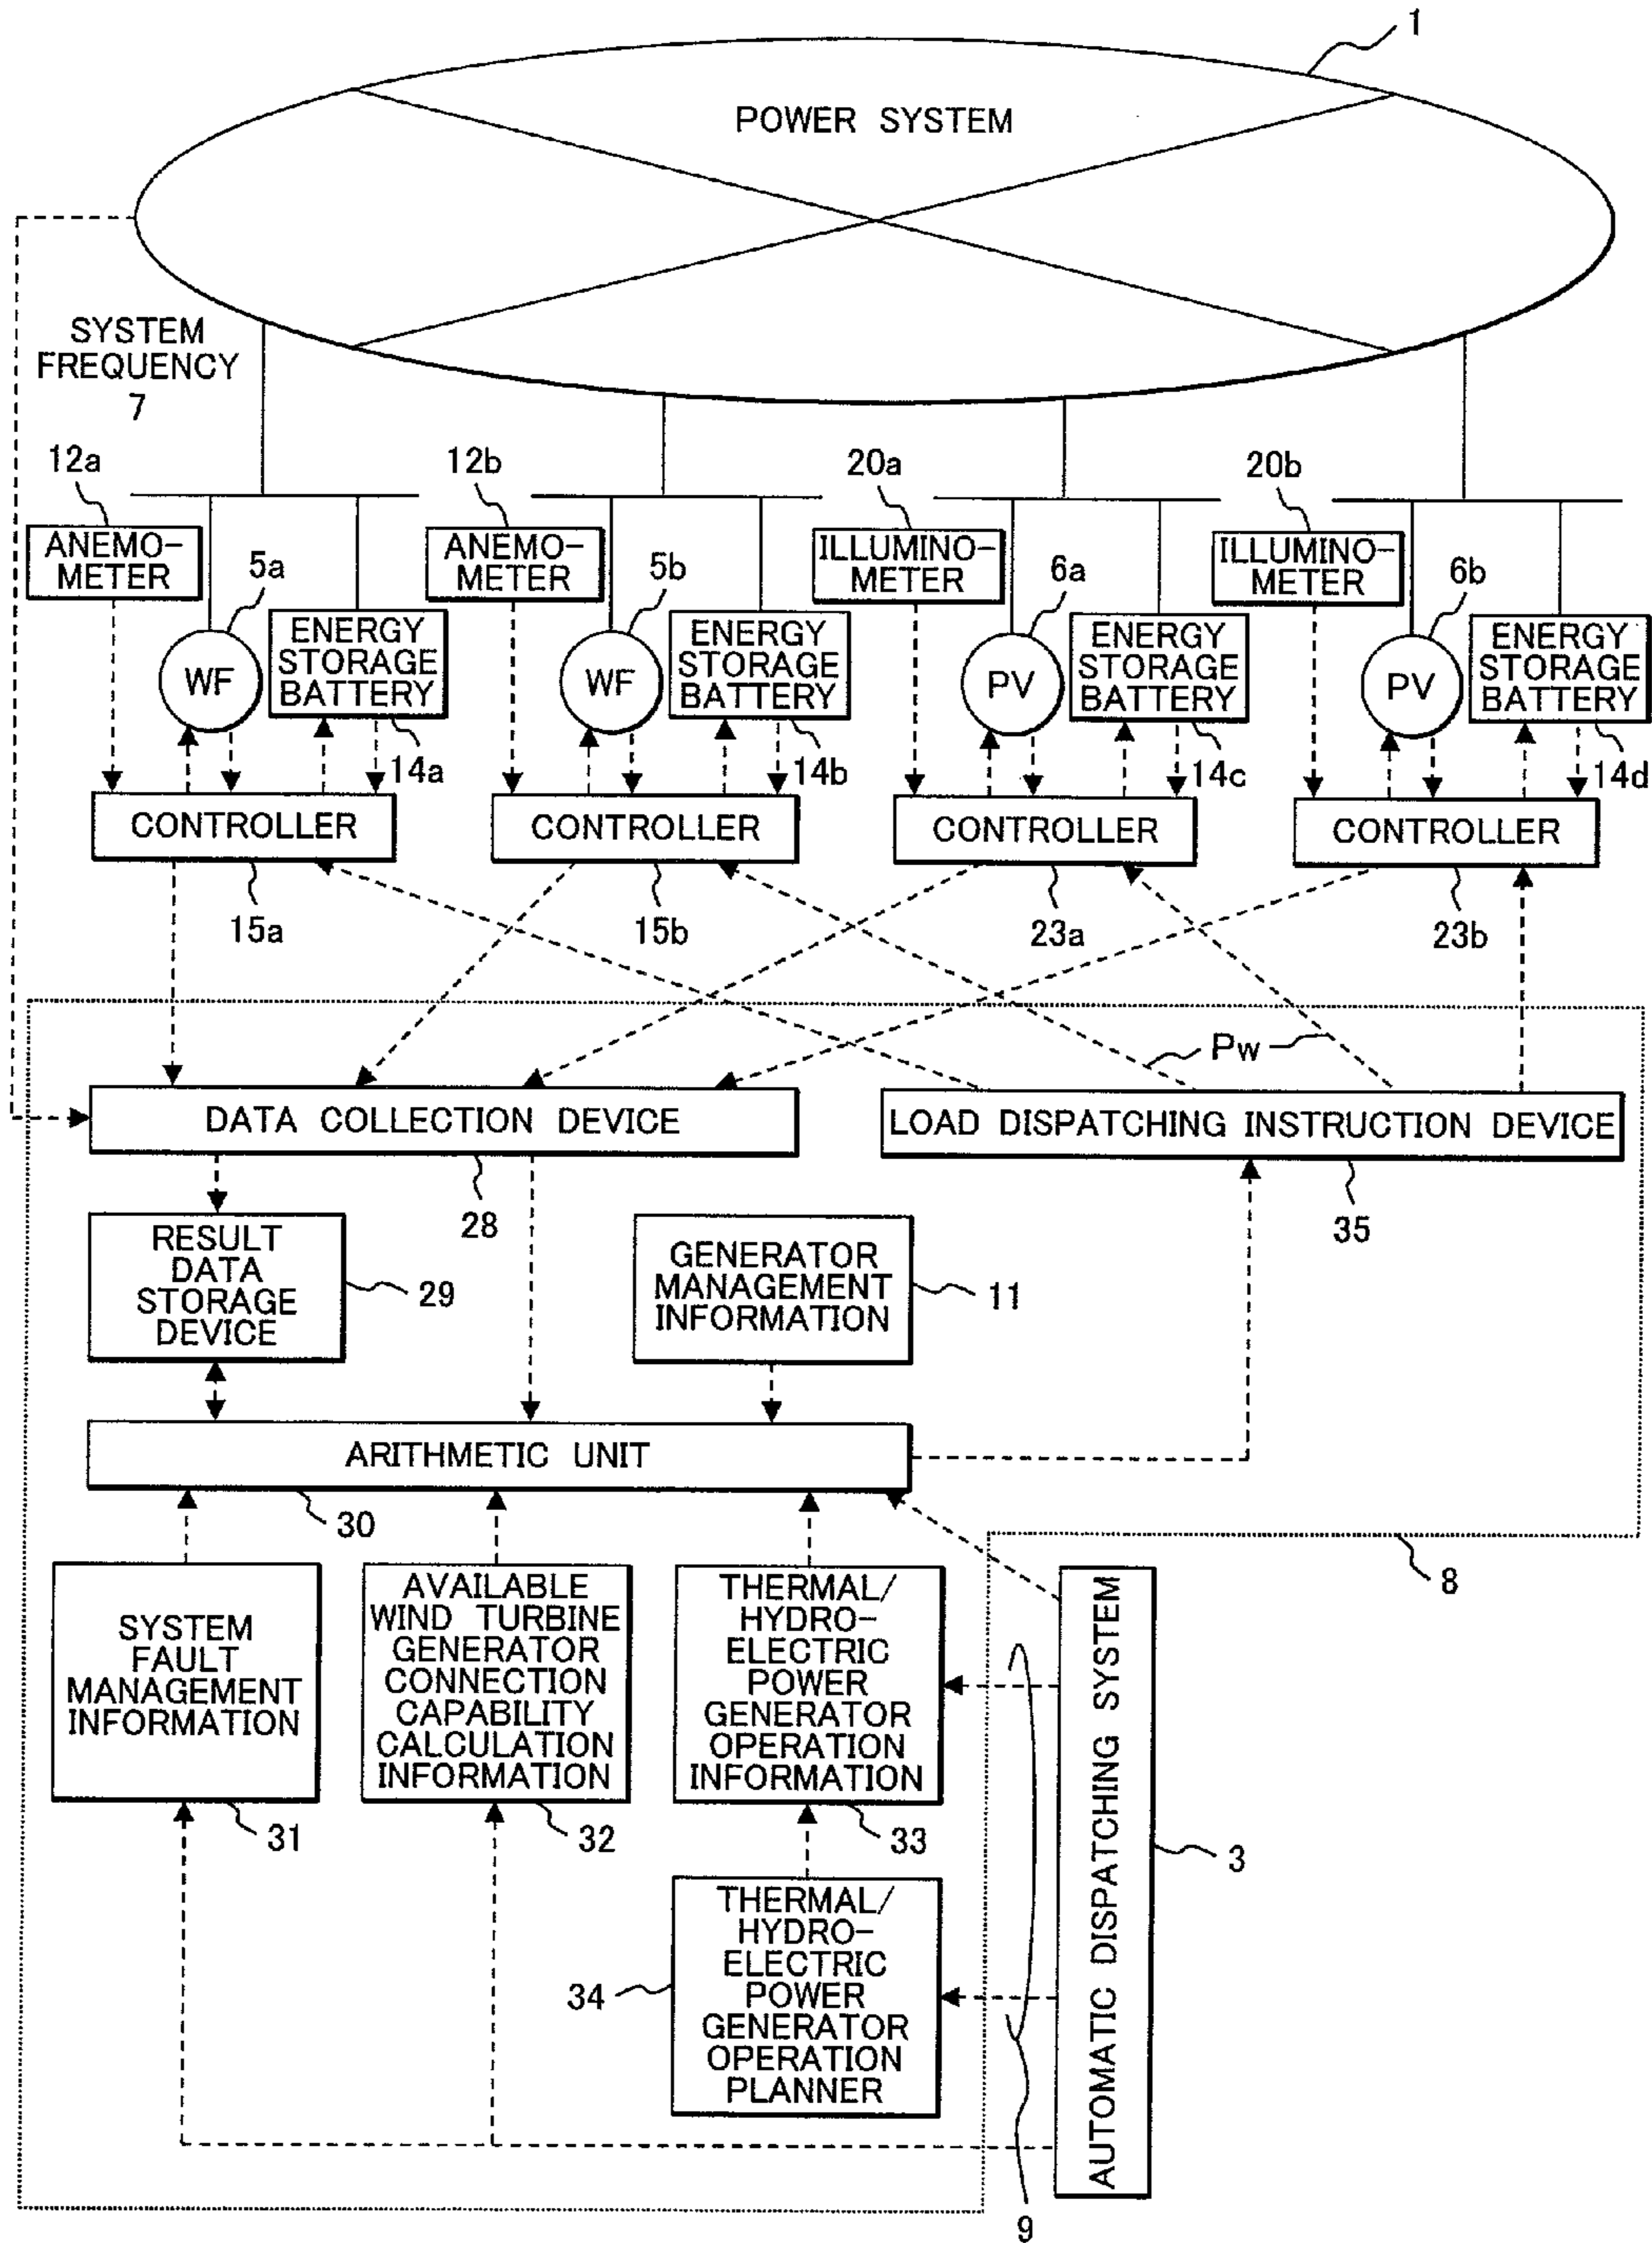 1
POWER SYSTEM
SYSTEM
FREQUENCY
7
12a
12b
20a
20b
ANEMO-
METER
5a
ANEMO-
METER
5b
ILLUMINO-
METER
6a
ILLUMINO-
METER
6b
WF
ENERGY
STORAGE
BATTERY
WF
ENERGY
STORAGE
BATTERY
PV
ENERGY
STORAGE
BATTERY
PV
ENERGY
STORAGE
BATTERY
14a
14b
14c
14d
CONTROLLER
CONTROLLER
CONTROLLER
CONTROLLER
15a
15b
23a
23b
Pw
DATA COLLECTION DEVICE
LOAD DISPATCHING INSTRUCTION DEVICE
28
35
RESULT
DATA
STORAGE
DEVICE
29
GENERATOR
MANAGEMENT
INFORMATION
11
ARITHMETIC UNIT
30
8
SYSTEM
FAULT
MANAGEMENT
INFORMATION
31
AVAILABLE
WIND TURBINE
GENERATOR
CONNECTION
CAPABILITY
CALCULATION
INFORMATION
32
THERMAL/
HYDRO-
ELECTRIC
POWER
GENERATOR
OPERATION
INFORMATION
33
AUTOMATIC DISPATCHING SYSTEM
3
THERMAL/
HYDRO-
ELECTRIC
POWER
GENERATOR
OPERATION
PLANNER
34
9